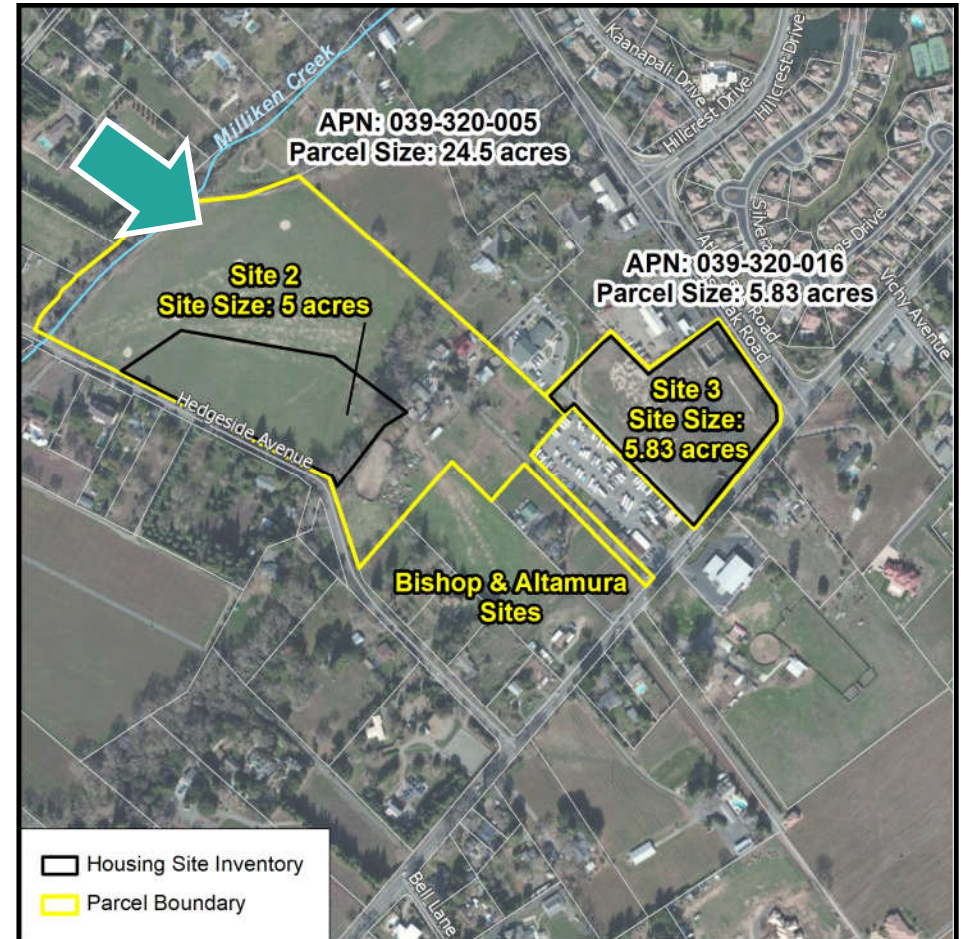 Kaanapali Drive
Hillcrest Drive
Hillcrest Drive
Milliken Creek
APN: 039-320-005
Parcel Size: 24.5 acres
APN: 039-320-016
Parcel Size: 5.83 acres
Vichy Avenue
Site 2
Site Size: 5 acres
Site 3
Site Size:
5.83 acres
Hedgeside Avenue
Bishop & Altamura
Sites
Bell Lane
Housing Site Inventory
Parcel Boundary